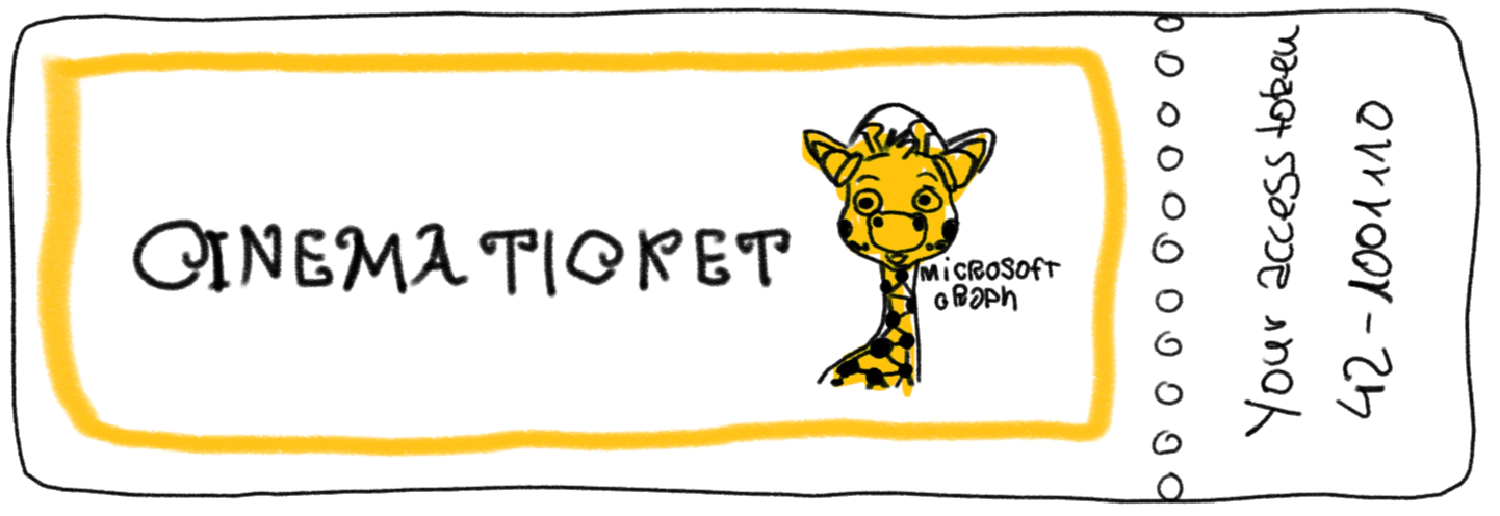 CINEMA TICKET
MiCROSOFT
GRaph
Your access token
42-1001110